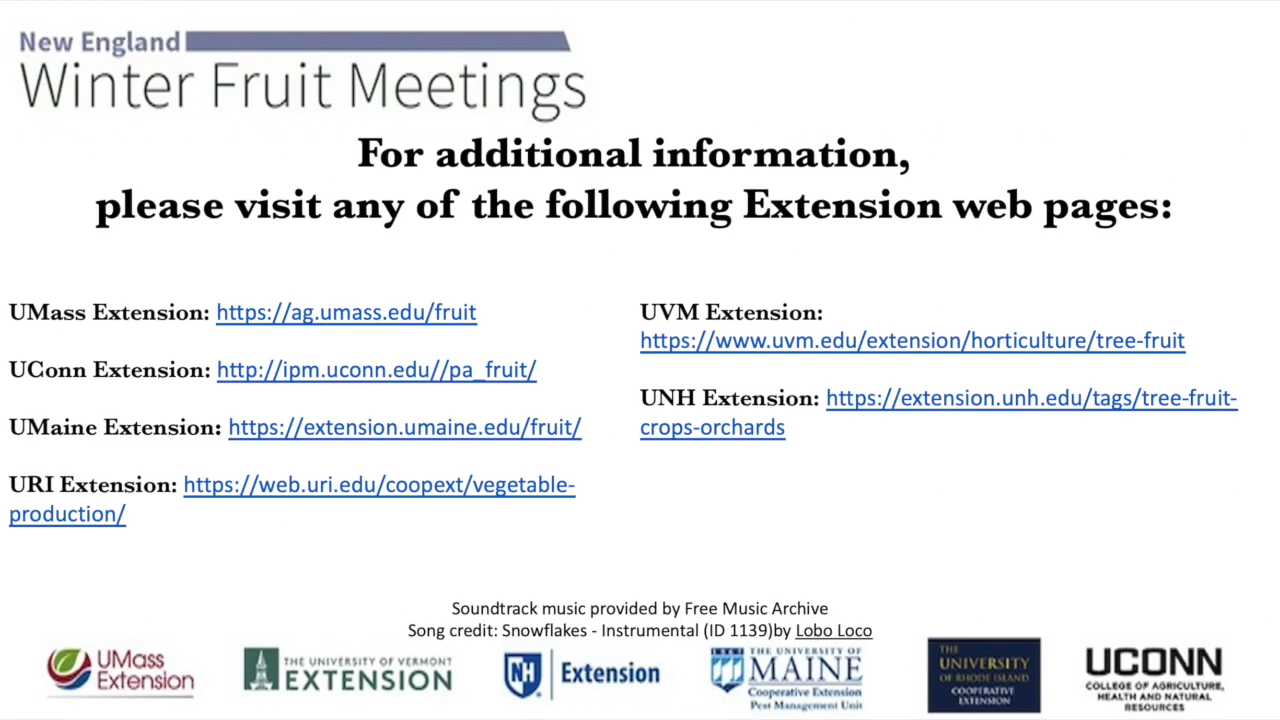 New England
Winter Fruit Meetings
For additional information,
please visit any of the following Extension web pages:
UMass Extension: https://ag.umass.edu/fruit
UConn Extension: http://ipm.uconn.edu//pa_fruit/
UMaine Extension: https://extension.umaine.edu/fruit/
URI Extension: https://web.uri.edu/coopext/vegetable-
production/
UVM Extension:
https://www.uvm.edu/extension/horticulture/tree-fruit
UNH Extension: https://extension.unh.edu/tags/tree-fruit-
crops-orchards
Soundtrack music provided by Free Music Archive
Song credit: Snowflakes - Instrumental (ID 1139)by Lobo Loco
UMass
Extension
THE UNIVERSITY OF VERMONT
EXTENSION
NH
Extension
THE UNIVERSITY OF
MAINE
Cooperative Extension
Pest Management Unit
THE
UNIVERSITY
OF RHODE ISLAND
COOPERATIVE
EXTENSION
UCONN
COLLEGE OF AGRICULTURE,
HEALTH AND NATURAL
RESOURCES